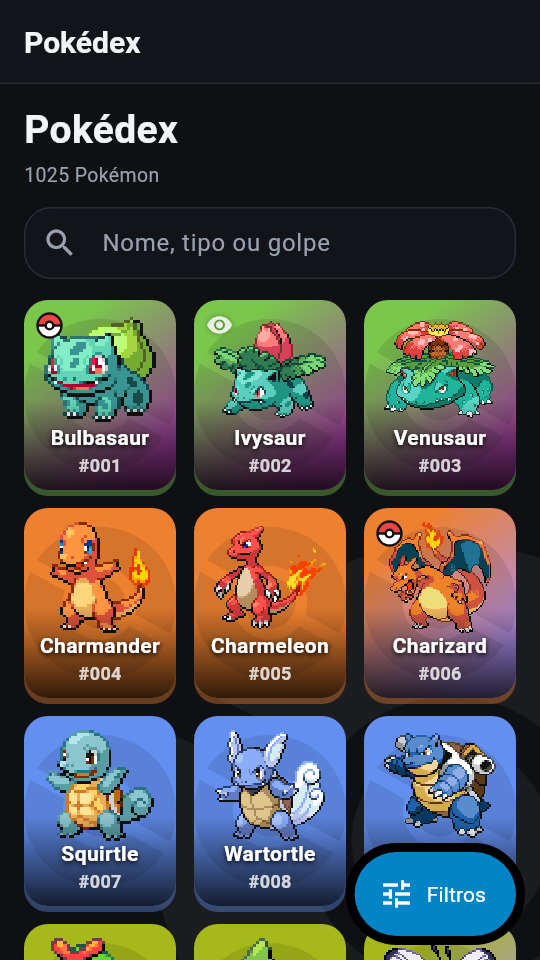 Pokédex
Pokédex
1025 Pokémon
Nome, tipo ou golpe
Bulbasaur
#001
Ivysaur
#002
Venusaur
#003
Charmander
#004
Charmeleon
#005
Charizard
#006
Squirtle
#007
Wartortle
#008
Filtros